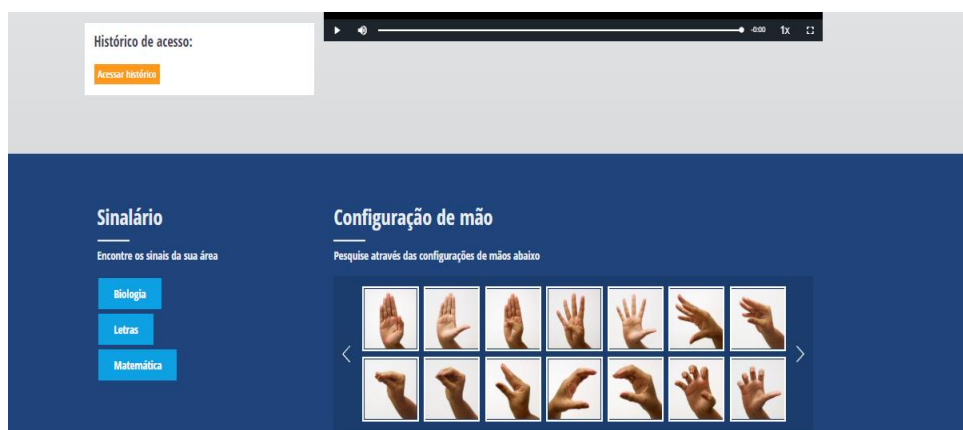 Histórico de acesso:
Acessar histórico
-0:00 1x
Sinalário
Encontre os sinais da sua área
Biologia
Letras
Matemática
Configuração de mão
Pesquise através das configurações de mãos abaixo